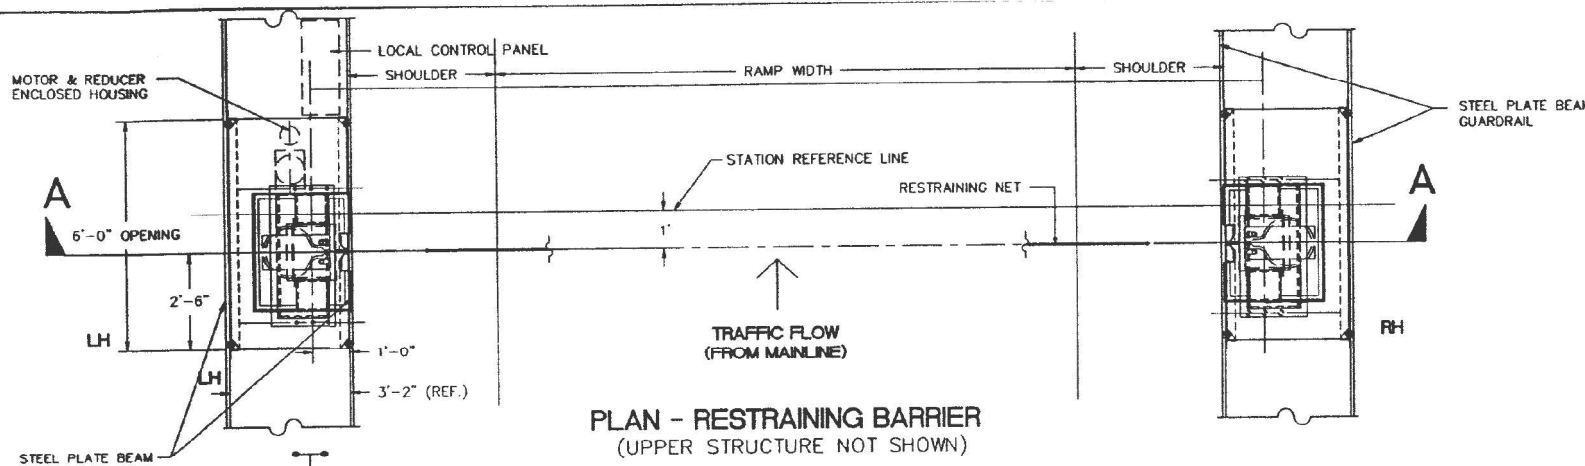 LOCAL CONTROL PANEL
MOTOR & REDUCER
ENCLOSED HOUSING
SHOULDER
RAMP WIDTH
SHOULDER
STEEL PLATE BEAM
GUARDRAIL
STATION REFERENCE LINE
RESTRAINING NET
A
A
6'-0" OPENING
1'
2'-6"
TRAFFIC FLOW
(FROM MAINLINE)
LH
RH
1'-0"
LH
3'-2" (REF.)
PLAN - RESTRAINING BARRIER
(UPPER STRUCTURE NOT SHOWN)
STEEL PLATE BEAM